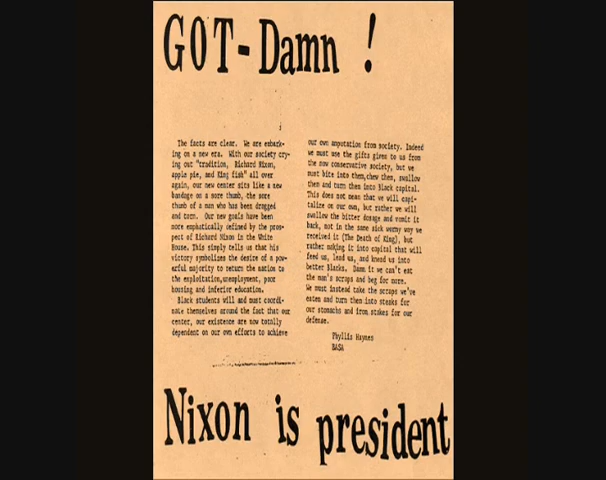 GOT-Damn !
The facts are clear. We are embark-
ing on a new era. With our society cry-
ing out "tradition, Richard Nixon,
apple pie, and King fish" all over
again, our new center sits like a new
bandage on a sore thumb, the sore
thumb of a man who has been drogged
and torn. Our new goals have been
more emphatically defined by the pros-
pect of Richard Nixon is the White
House. This simply tells us that his
victory symbolizes the desire of a pow-
erful majority to return the nation to
the exploitation, unemployment, poor
housing and inferior education.
Black students will and must coordi-
nate themselves around the fact that our
center, our existence are now totally
dependent on our own efforts to achieve
our own amputation from society. Indeed
we must use the gifts given to us from
the now conservative society, but we
must bite into them, chew them, swallow
them and turn then into Black capital.
This does not mean that we will capi-
talize on our own, but rather we will
swallow the bitter dosage and vomit it
back, not in the same sick wormy way we
received it (The Death of King), but
rather making it into capital that will
feed us, lead us, and knead us into
better Blacks. Damn it we can't eat
the man's scraps and beg for more.
We must instead take the scraps we've
eaten and turn them into steaks for
our stomachs and iron stakes for our
defense.
Phyllis Haynes
BASA
Nixon is president